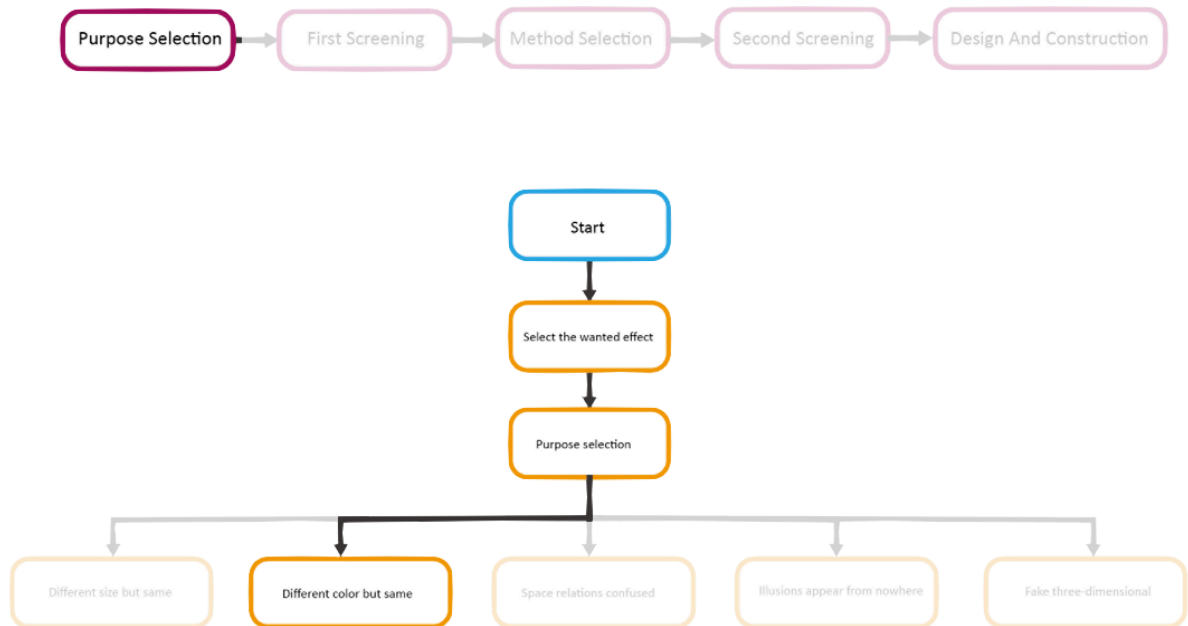 Purpose Selection
First Screening
Method Selection
Second Screening
Design And Construction
Start
Select the wanted effect
Purpose selection
Different size but same
Different color but same
Space relations confused
Illusions appear from nowhere
Fake three-dimensional